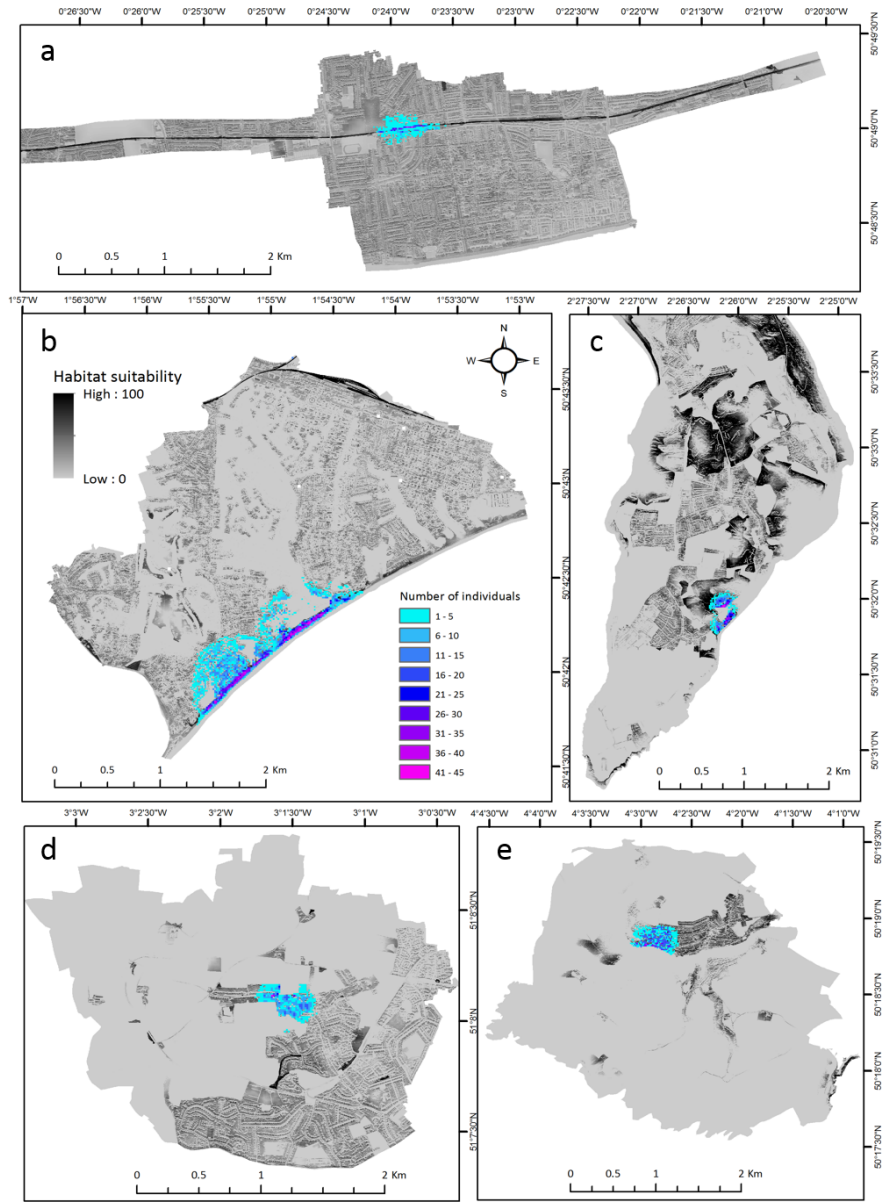 0°26'30"W 0°26'0"W 0°25'30"W 0°25'0"W 0°24'30"W 0°24'0"W 0°23'30"W 0°23'0"W 0°22'30"W 0°22'0"W 0°21'30"W 0°21'0"W 0°20'30"W
a
50°49'30"N
50°49'0"N
50°48'30"N
0 0.5 1 2 Km
1°57'W 1°56'30"W 1°56'W 1°55'30"W 1°55'W 1°54'30"W 1°54'W 1°53'30"W 1°53'W
b
N
W E
S
Habitat suitability
High : 100
Low : 0
50°43'30"N
50°43'N
50°42'30"N
50°42'N
50°41'30"N
Number of individuals
1 - 5
6 - 10
11 - 15
16 - 20
21 - 25
26- 30
31 - 35
36 - 40
41 - 45
0 0.5 1 2 Km
2°27'30"W 2°27'0"W 2°26'30"W 2°26'0"W 2°25'30"W 2°25'0"W
c
50°33'30"N
50°33'0"N
50°32'30"N
50°32'0"N
50°31'30"N
50°31'0"N
0 0.5 1 2 Km
3°3'W 3°2'30"W 3°2'W 3°1'30"W 3°1'W 3°0'30"W
d
51°8'30"N
51°8'N
51°7'30"N
0 0.5 1 2 Km
4°4'30"W 4°4'0"W 4°3'30"W 4°3'0"W 4°2'30"W 4°2'0"W 4°1'30"W 4°1'0"W
e
50°19'30"N
50°19'0"N
50°18'30"N
50°18'0"N
50°17'30"N
0 0.5 1 2 Km